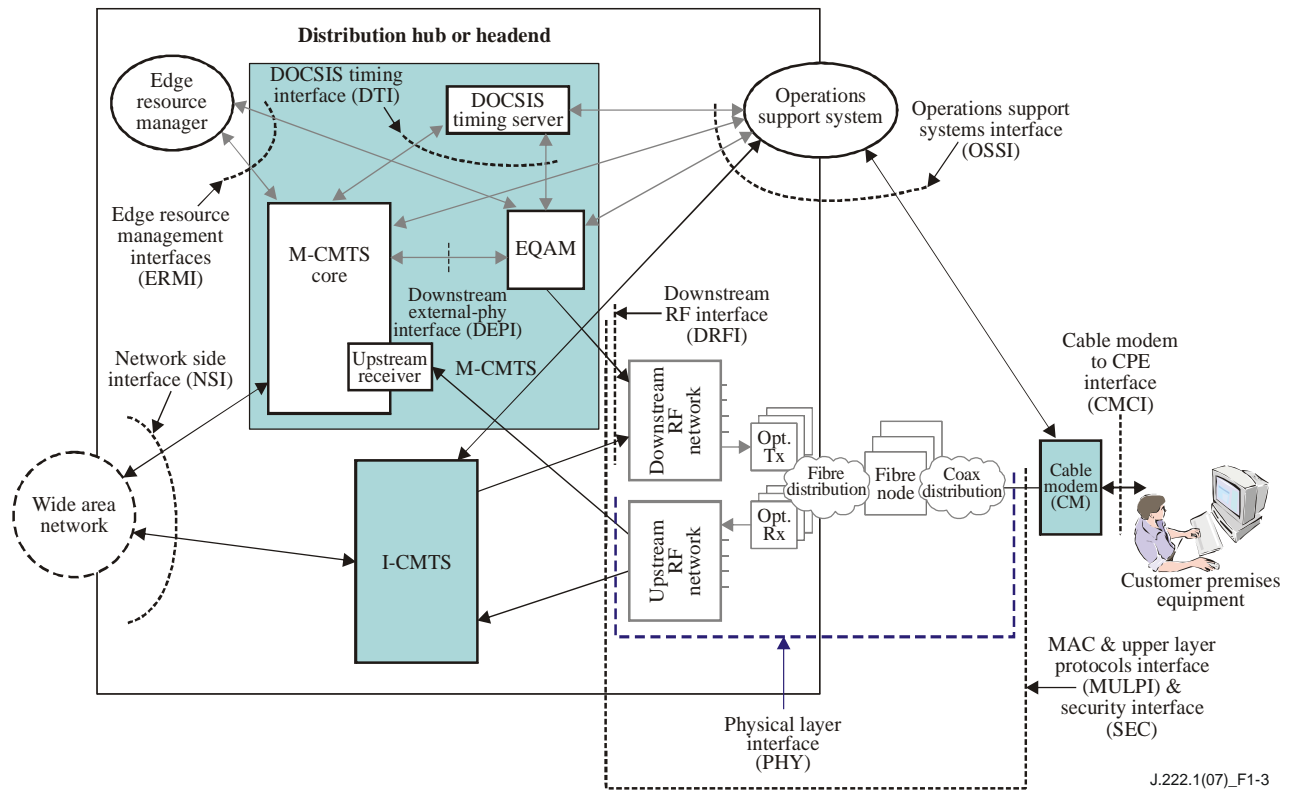 Distribution hub or headend
Edge
resource
manager
DOCSIS timing
interface (DTI)
DOCSIS
timing server
Operations
support system
Operations support
systems interface
(OSSI)
Edge resource
management
interfaces
(ERMI)
M-CMTS
core
EQAM
Downstream
external-phy
interface (DEPI)
Upstream
receiver
M-CMTS
Downstream
RF interface
(DRFI)
Network side
interface (NSI)
Cable modem
to CPE
interface
(CMCI)
Wide area
network
I-CMTS
Downstream
RF
network
Upstream
RF
network
Opt.
Tx
Opt.
Rx
Fibre
distribution
Fibre
node
Coax
distribution
Cable
modem
(CM)
Customer premises
equipment
MAC & upper layer
protocols interface
(MULPI) &
security interface
(SEC)
Physical layer
interface
(PHY)
J.222.1(07)_F1-3